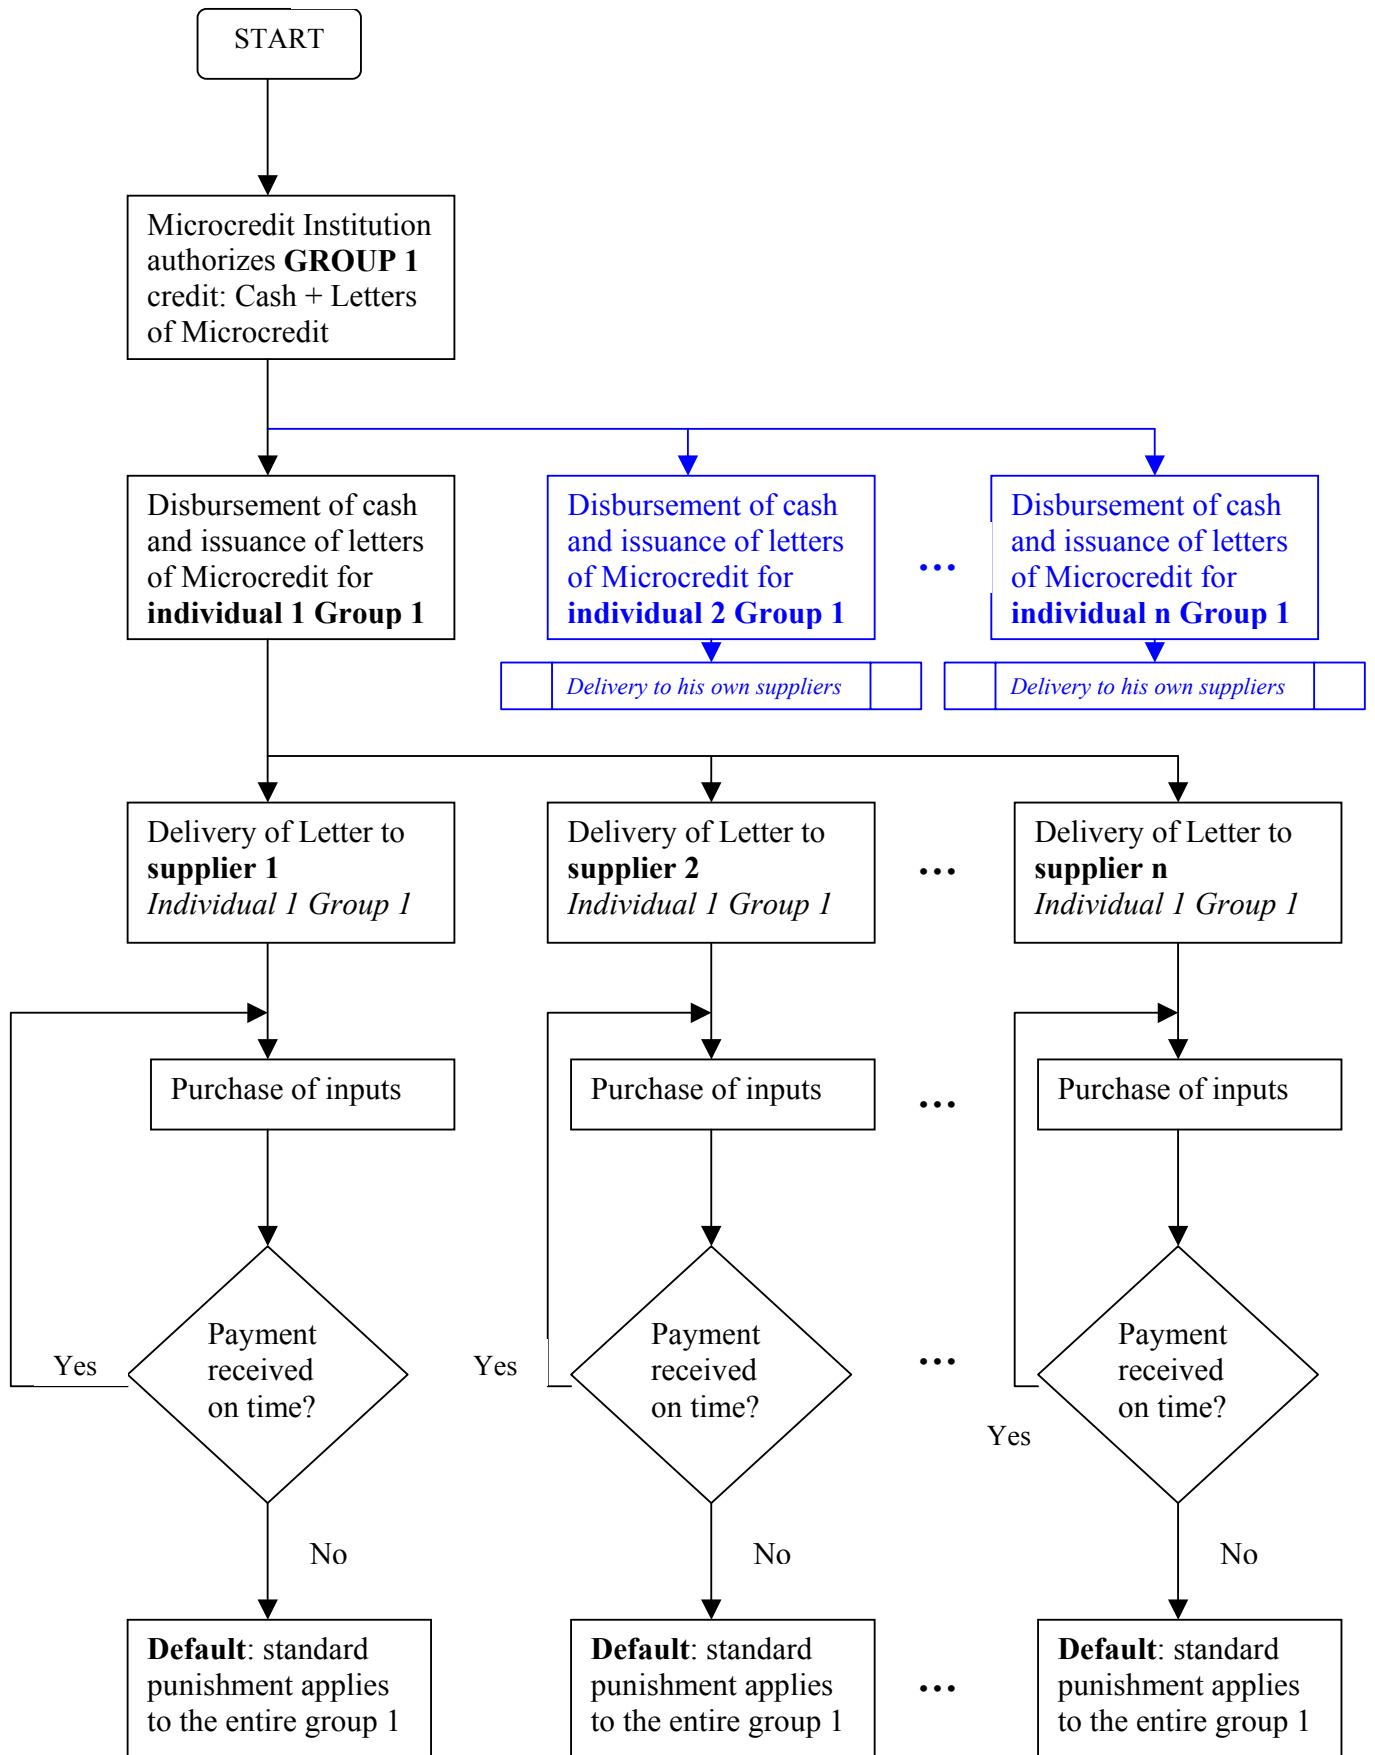 START
Microcredit Institution
authorizes GROUP 1
credit: Cash + Letters
of Microcredit
Disbursement of cash
and issuance of letters
of Microcredit for
individual 1 Group 1
Disbursement of cash
and issuance of letters
of Microcredit for
individual 2 Group 1
...
Disbursement of cash
and issuance of letters
of Microcredit for
individual n Group 1
Delivery to his own suppliers
Delivery to his own suppliers
Delivery of Letter to
supplier 1
Individual 1 Group 1
Delivery of Letter to
supplier 2
Individual 1 Group 1
...
Delivery of Letter to
supplier n
Individual 1 Group 1
Purchase of inputs
Purchase of inputs
...
Purchase of inputs
Yes
Payment
received
on time?
Yes
Payment
received
on time?
...
Yes
Payment
received
on time?
No
No
No
Default: standard
punishment applies
to the entire group 1
Default: standard
punishment applies
to the entire group 1
...
Default: standard
punishment applies
to the entire group 1